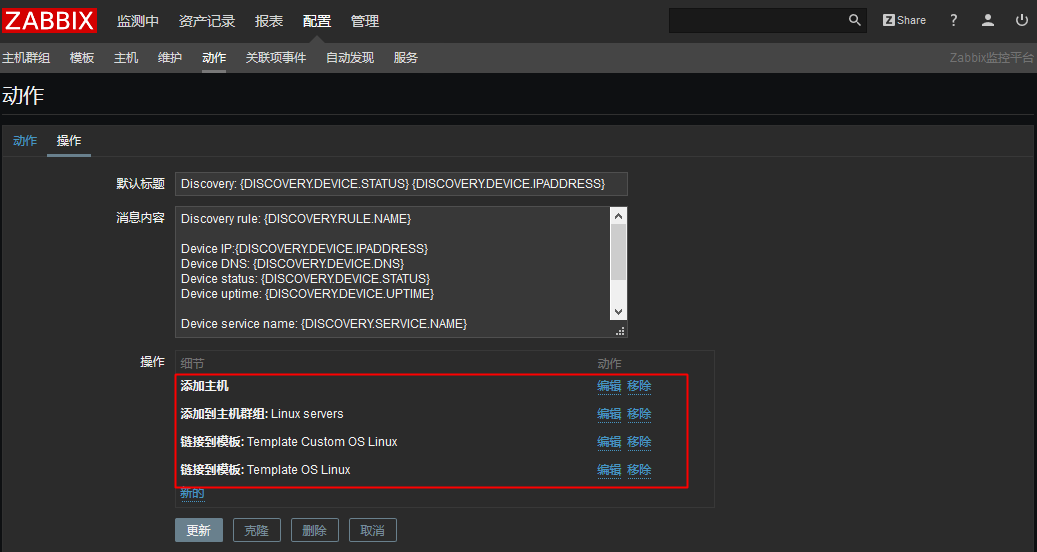 ZABBIX 监测中 资产记录 报表 配置 管理 Z Share ?
主机群组 模板 主机 维护 动作 关联项事件 自动发现 服务 Zabbix监控平台
动作
动作 操作
默认标题 Discovery: {DISCOVERY.DEVICE.STATUS} {DISCOVERY.DEVICE.IPADDRESS}
消息内容 Discovery rule: {DISCOVERY.RULE.NAME}
Device IP:{DISCOVERY.DEVICE.IPADDRESS}
Device DNS: {DISCOVERY.DEVICE.DNS}
Device status: {DISCOVERY.DEVICE.STATUS}
Device uptime: {DISCOVERY.DEVICE.UPTIME}
Device service name: {DISCOVERY.SERVICE.NAME}
操作 细节 动作
添加主机 编辑 移除
添加到主机群组: Linux servers 编辑 移除
链接到模板: Template Custom OS Linux 编辑 移除
链接到模板: Template OS Linux 编辑 移除
新的
更新 克隆 删除 取消